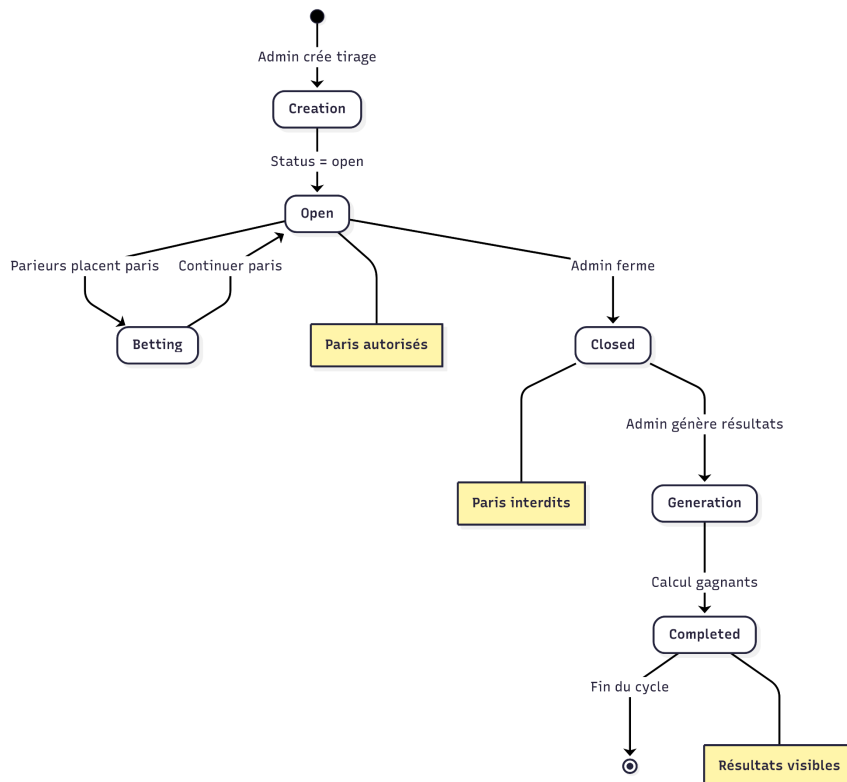 Admin crée tirage
Creation
Status = open
Open
Parieurs placent paris
Continuer paris
Admin ferme
Betting
Paris autorisés
Closed
Admin génère résultats
Paris interdits
Generation
Calcul gagnants
Completed
Fin du cycle
Résultats visibles